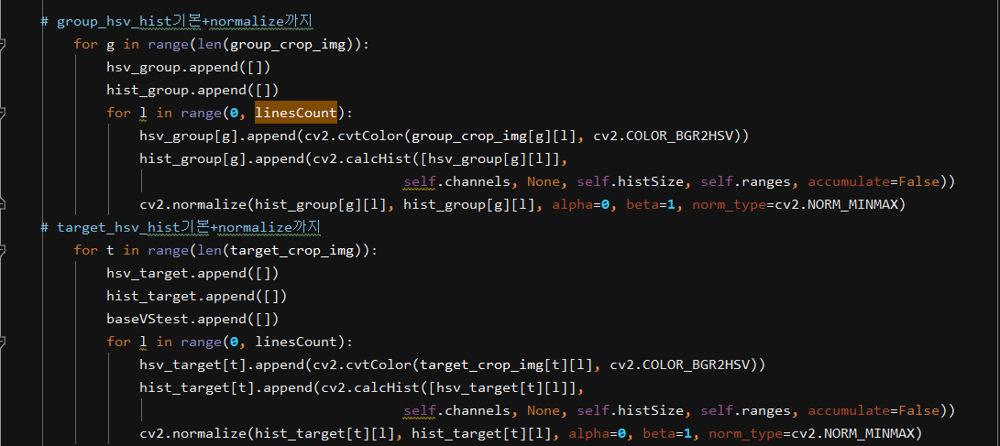 # group_hsv_hist기본+normalize까지
for g in range(len(group_crop_img)):
hsv_group.append([])
hist_group.append([])
for l in range(0, linesCount):
hsv_group[g].append(cv2.cvtColor(group_crop_img[g][l], cv2.COLOR_BGR2HSV))
hist_group[g].append(cv2.calcHist([hsv_group[g][l]],
self.channels, None, self.histSize, self.ranges, accumulate=False))
cv2.normalize(hist_group[g][l], hist_group[g][l], alpha=0, beta=1, norm_type=cv2.NORM_MINMAX)
# target_hsv_hist기본+normalize까지
for t in range(len(target_crop_img)):
hsv_target.append([])
hist_target.append([])
baseVStest.append([])
for l in range(0, linesCount):
hsv_target[t].append(cv2.cvtColor(target_crop_img[t][l], cv2.COLOR_BGR2HSV))
hist_target[t].append(cv2.calcHist([hsv_target[t][l]],
self.channels, None, self.histSize, self.ranges, accumulate=False))
cv2.normalize(hist_target[t][l], hist_target[t][l], alpha=0, beta=1, norm_type=cv2.NORM_MINMAX)